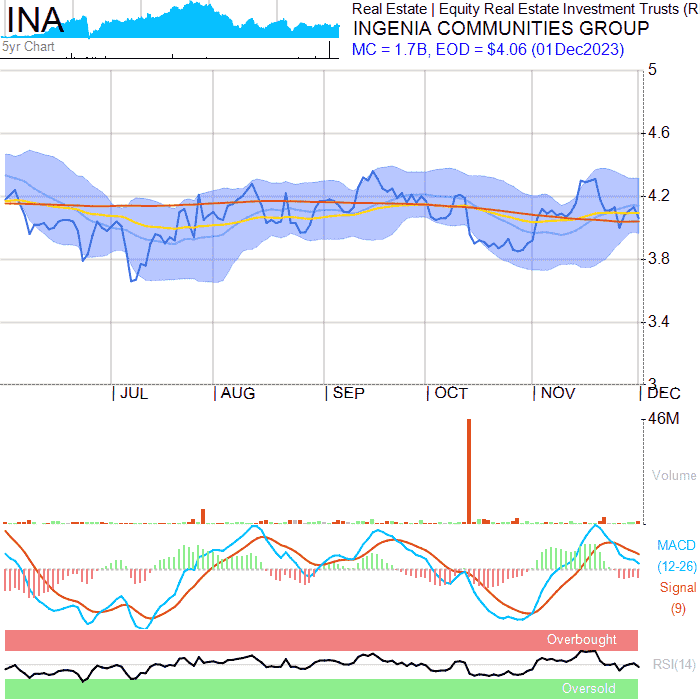 INA
5yr Chart
Real Estate | Equity Real Estate Investment Trusts (R
INGENIA COMMUNITIES GROUP
MC = 1.7B, EOD = $4.06 (01Dec2023)
5
4.6
4.2
3.8
3.4
3
JUL
AUG
SEP
OCT
NOV
DEC
46M
Volume
MACD
(12-26)
Signal
(9)
Overbought
RSI(14)
Oversold